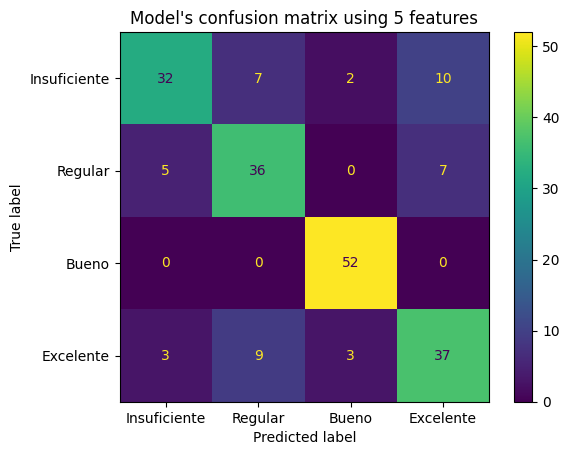 Model's confusion matrix using 5 features
True label
Insuficiente 32 7 2 10
Regular 5 36 0 7
Bueno 0 0 52 0
Excelente 3 9 3 37
Insuficiente Regular Bueno Excelente
Predicted label
50
40
30
20
10
0